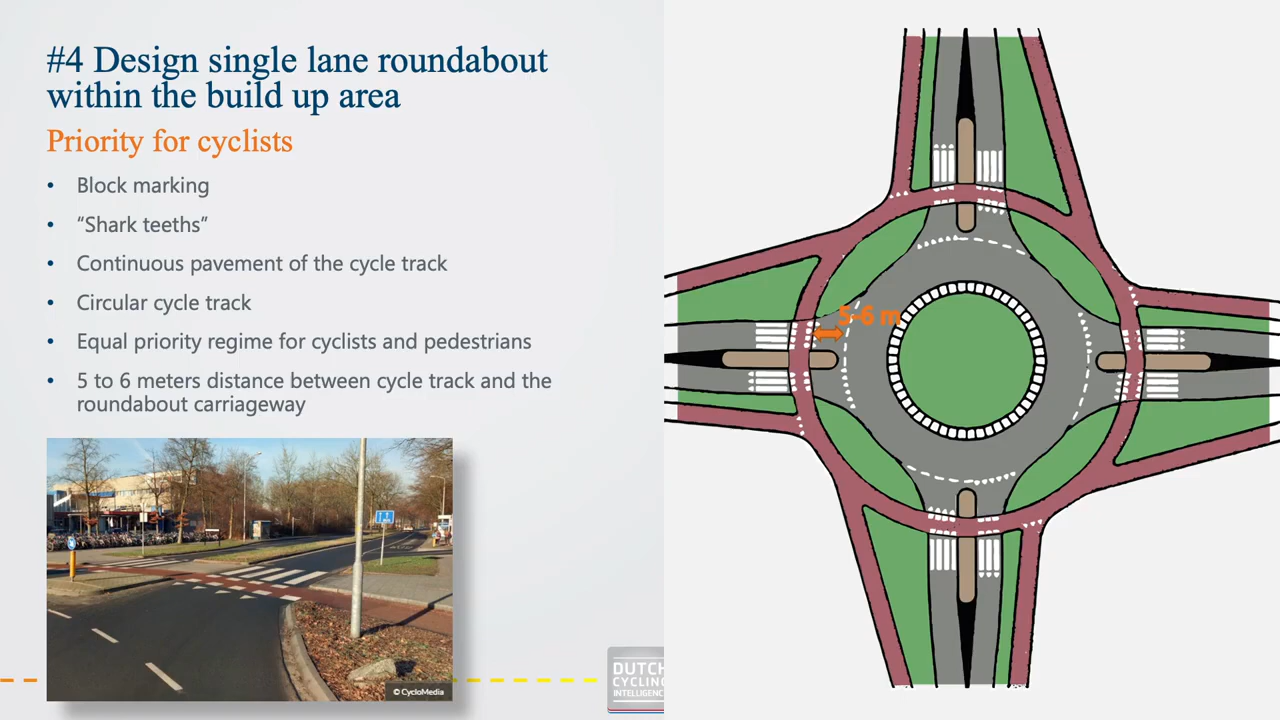 #4 Design single lane roundabout
within the build up area
Priority for cyclists
• Block marking
• “Shark teeths”
• Continuous pavement of the cycle track
• Circular cycle track
• Equal priority regime for cyclists and pedestrians
• 5 to 6 meters distance between cycle track and the
roundabout carriageway
5-6 m
© CycloMedia
DUTCH
CYCLING
INTELLIGENCE